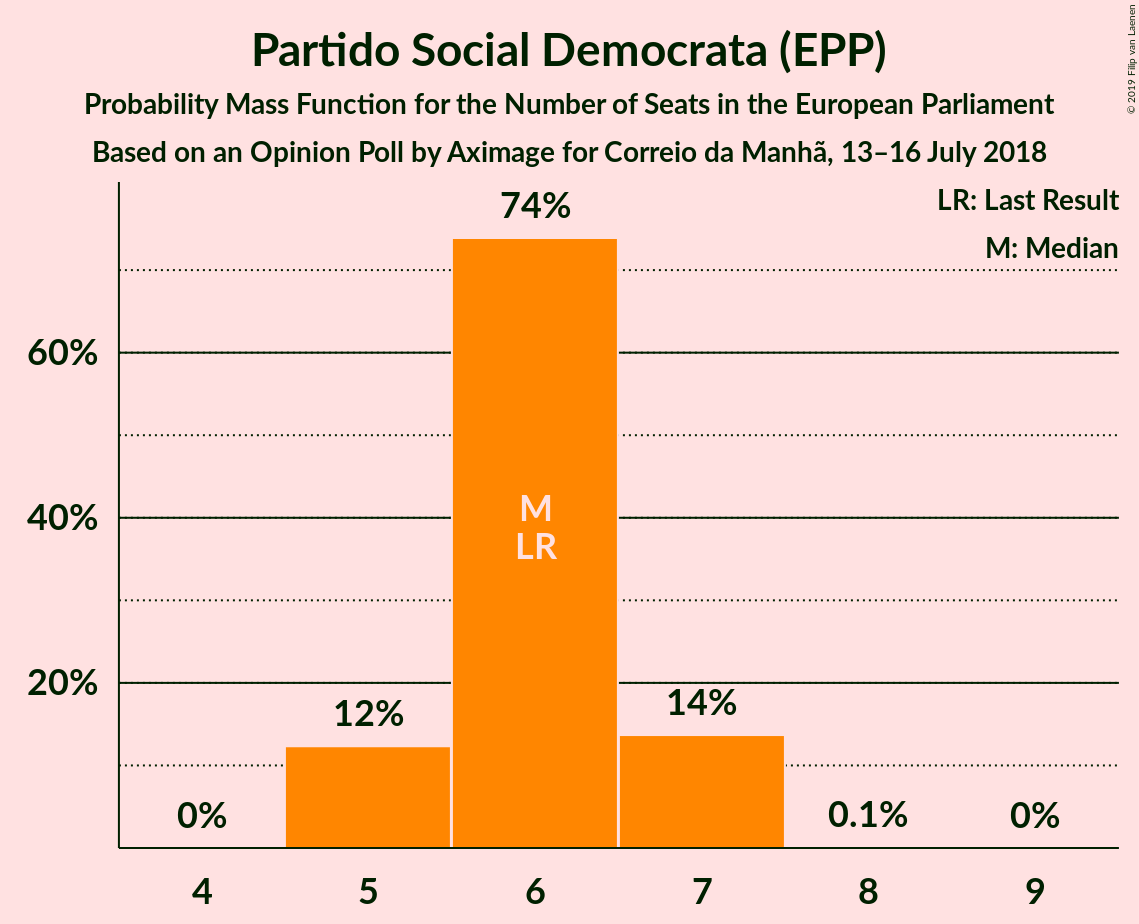 Partido Social Democrata (EPP)
Probability Mass Function for the Number of Seats in the European Parliament
Based on an Opinion Poll by Aximage for Correio da Manhã, 13–16 July 2018
© 2019 Filip van Laenen
LR: Last Result
M: Median
74%
60%
40%
20%
M
LR
0%
12%
14%
0.1%
0%
4 5 6 7 8 9